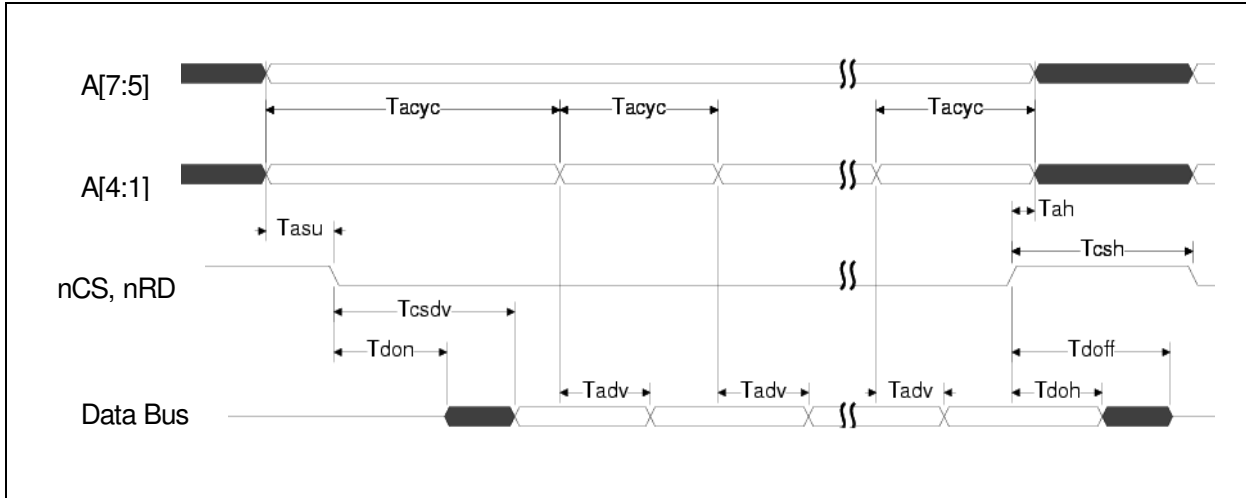 A[7:5]
Tacyc Tacyc Tacyc
A[4:1]
Tah
Tasu
Tcsh
nCS, nRD
Tcsdv
Tdon Tdoff
Tadv Tadv Tadv Tdoh
Data Bus